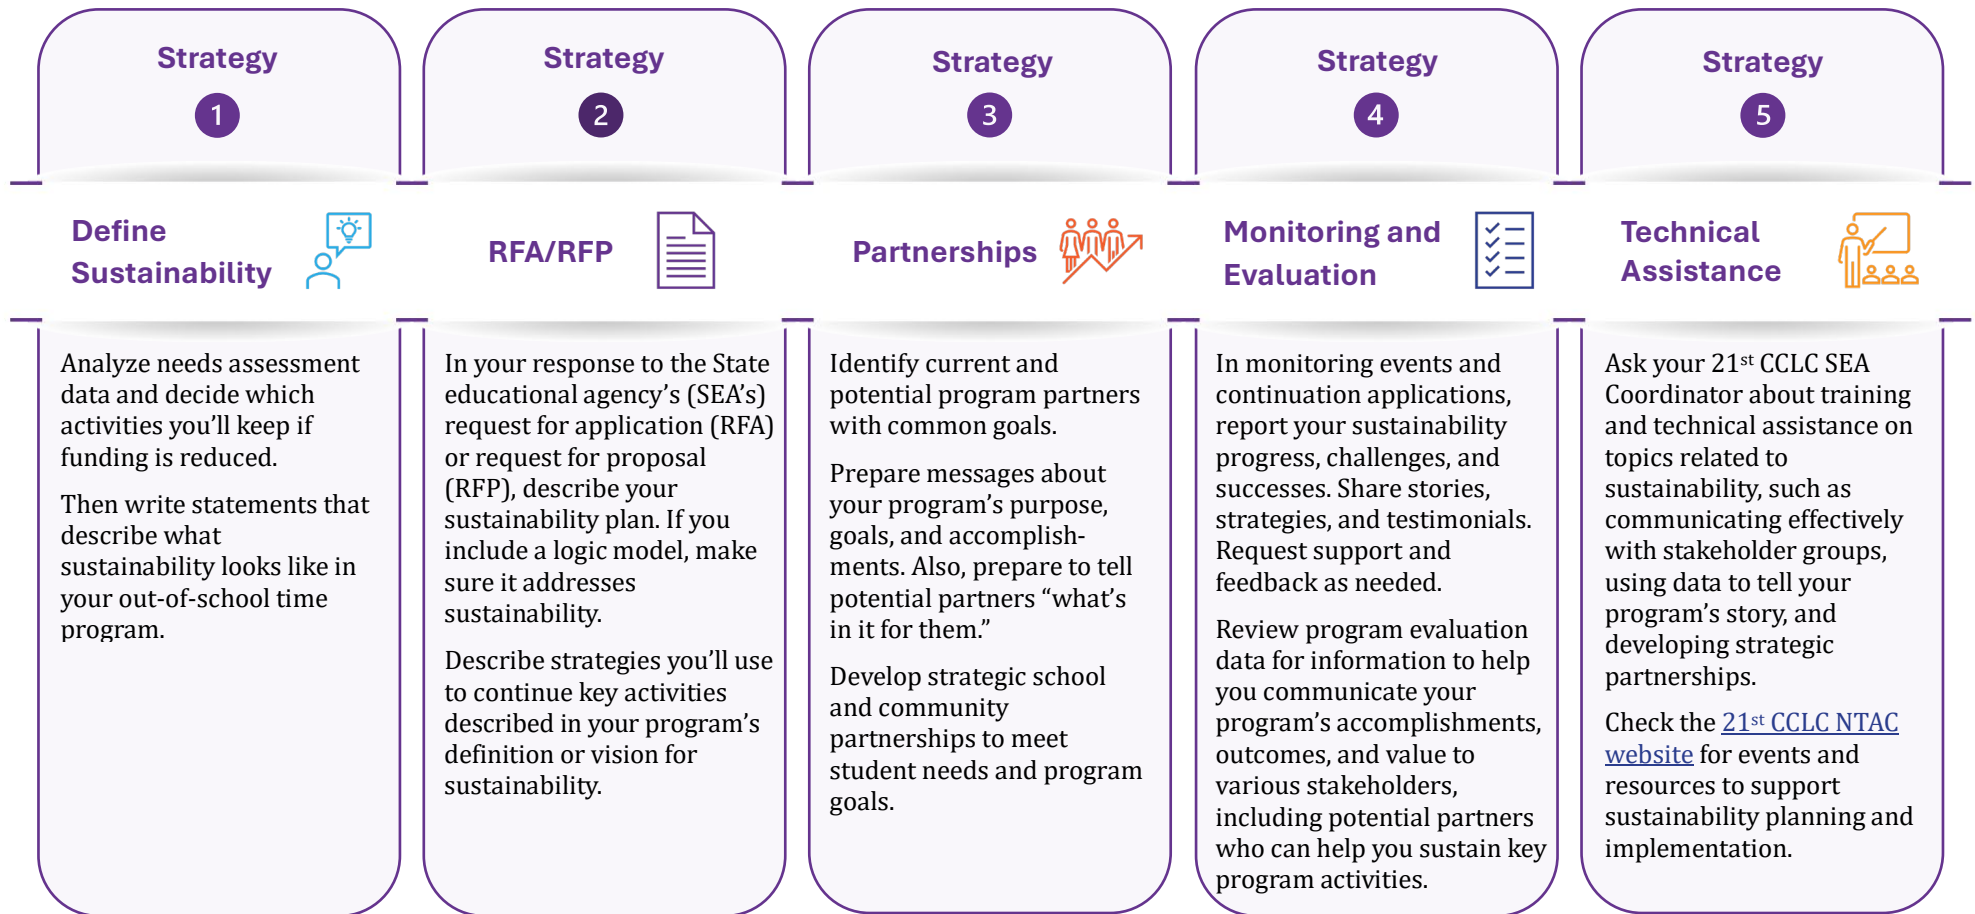 Strategy
1
Define
Sustainability
Analyze needs assessment
data and decide which
activities you’ll keep if
funding is reduced.
Then write statements that
describe what
sustainability looks like in
your out-of-school time
program.
Strategy
2
RFA/RFP
In your response to the State
educational agency’s (SEA’s)
request for application (RFA)
or request for proposal
(RFP), describe your
sustainability plan. If you
include a logic model, make
sure it addresses
sustainability.
Describe strategies you’ll use
to continue key activities
described in your program’s
definition or vision for
sustainability.
Strategy
3
Partnerships
Identify current and
potential program partners
with common goals.
Prepare messages about
your program’s purpose,
goals, and accomplish-
ments. Also, prepare to tell
potential partners “what’s
in it for them.”
Develop strategic school
and community
partnerships to meet
student needs and program
goals.
Strategy
4
Monitoring and
Evaluation
In monitoring events and
continuation applications,
report your sustainability
progress, challenges, and
successes. Share stories,
strategies, and testimonials.
Request support and
feedback as needed.
Review program evaluation
data for information to help
you communicate your
program’s accomplishments,
outcomes, and value to
various stakeholders,
including potential partners
who can help you sustain key
program activities.
Strategy
5
Technical
Assistance
Ask your 21st CCLC SEA
Coordinator about training
and technical assistance on
topics related to
sustainability, such as
communicating effectively
with stakeholder groups,
using data to tell your
program’s story, and
developing strategic
partnerships.
Check the 21st CCLC NTAC
website for events and
resources to support
sustainability planning and
implementation.